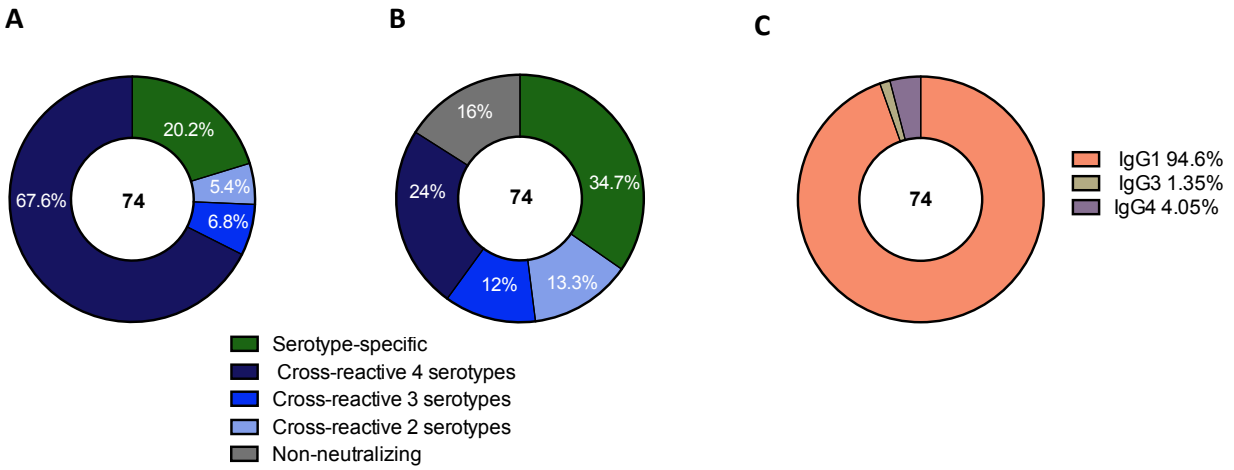 A
B
C
20.2%
5.4%
6.8%
67.6%
74
16%
34.7%
24%
12%
13.3%
74
74
IgG1 94.6%
IgG3 1.35%
IgG4 4.05%
Serotype-specific
Cross-reactive 4 serotypes
Cross-reactive 3 serotypes
Cross-reactive 2 serotypes
Non-neutralizing